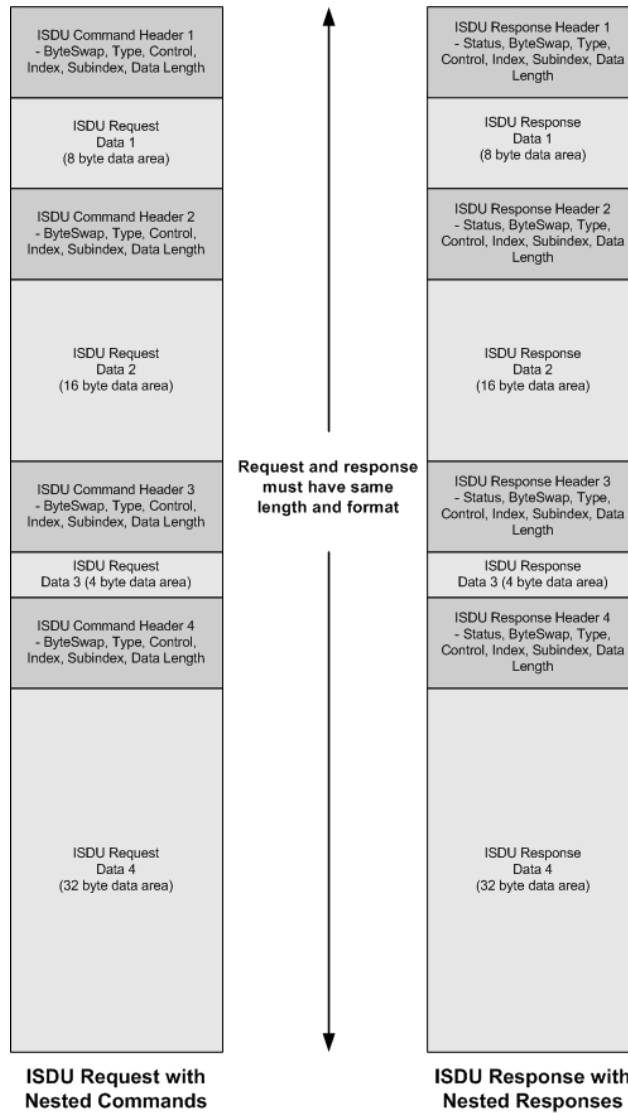 ISDU Command Header 1
- ByteSwap, Type, Control,
Index, Subindex, Data Length
ISDU Request
Data 1
(8 byte data area)
ISDU Command Header 2
- ByteSwap, Type, Control,
Index, Subindex, Data Length
ISDU Request
Data 2
(16 byte data area)
ISDU Command Header 3
- ByteSwap, Type, Control,
Index, Subindex, Data Length
ISDU Request
Data 3 (4 byte data area)
ISDU Command Header 4
- ByteSwap, Type, Control,
Index, Subindex, Data Length
ISDU Request
Data 4
(32 byte data area)
ISDU Request with
Nested Commands
Request and response
must have same
length and format
ISDU Response Header 1
- Status, ByteSwap, Type,
Control, Index, Subindex, Data
Length
ISDU Response
Data 1
(8 byte data area)
ISDU Response Header 2
- Status, ByteSwap, Type,
Control, Index, Subindex, Data
Length
ISDU Response
Data 2
(16 byte data area)
ISDU Response Header 3
- Status, ByteSwap, Type,
Control, Index, Subindex, Data
Length
ISDU Response
Data 3 (4 byte data area)
ISDU Response Header 4
- Status, ByteSwap, Type,
Control, Index, Subindex, Data
Length
ISDU Response
Data 4
(32 byte data area)
ISDU Response with
Nested Responses